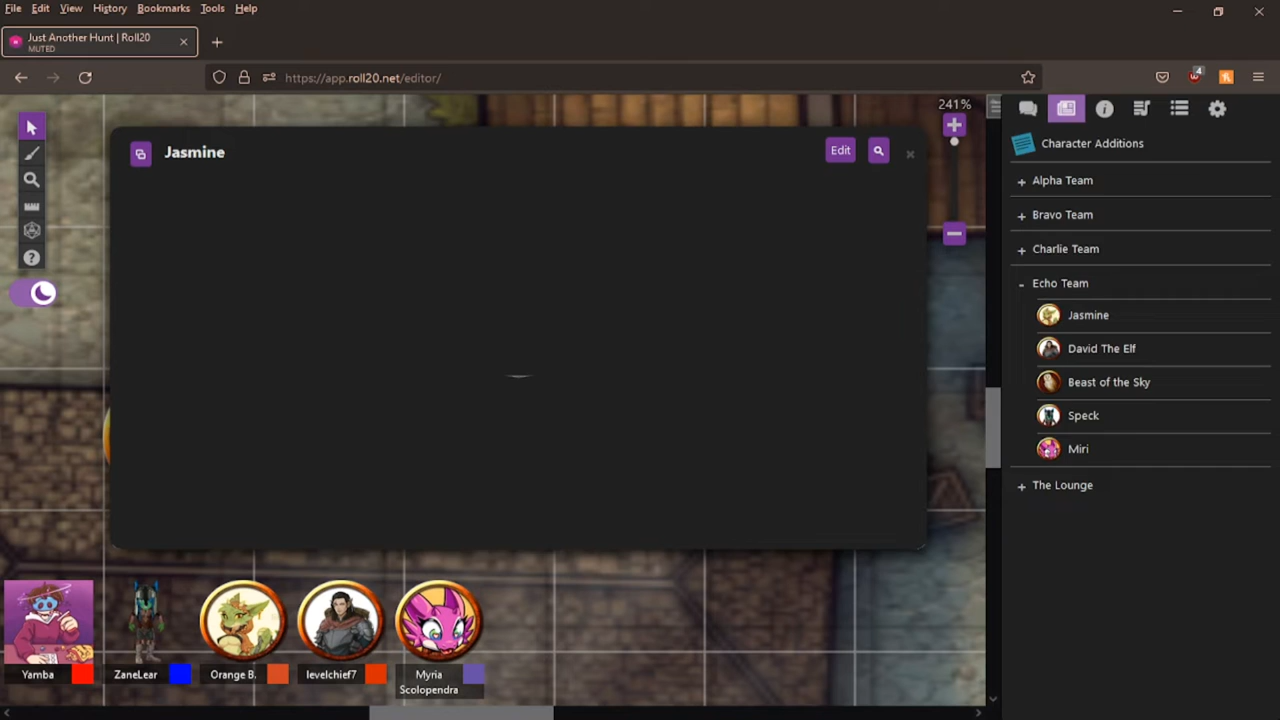 File Edit View History Bookmarks Tools Help
Just Another Hunt | Roll20
MUTED
https://app.roll20.net/editor/
4
241%
Jasmine
Edit
Character Additions
Alpha Team
Bravo Team
Charlie Team
Echo Team
Jasmine
David The Elf
Beast of the Sky
Speck
Miri
The Lounge
Yamba
ZaneLear
Orange B.
levelchief7
Myria
Scolopendra